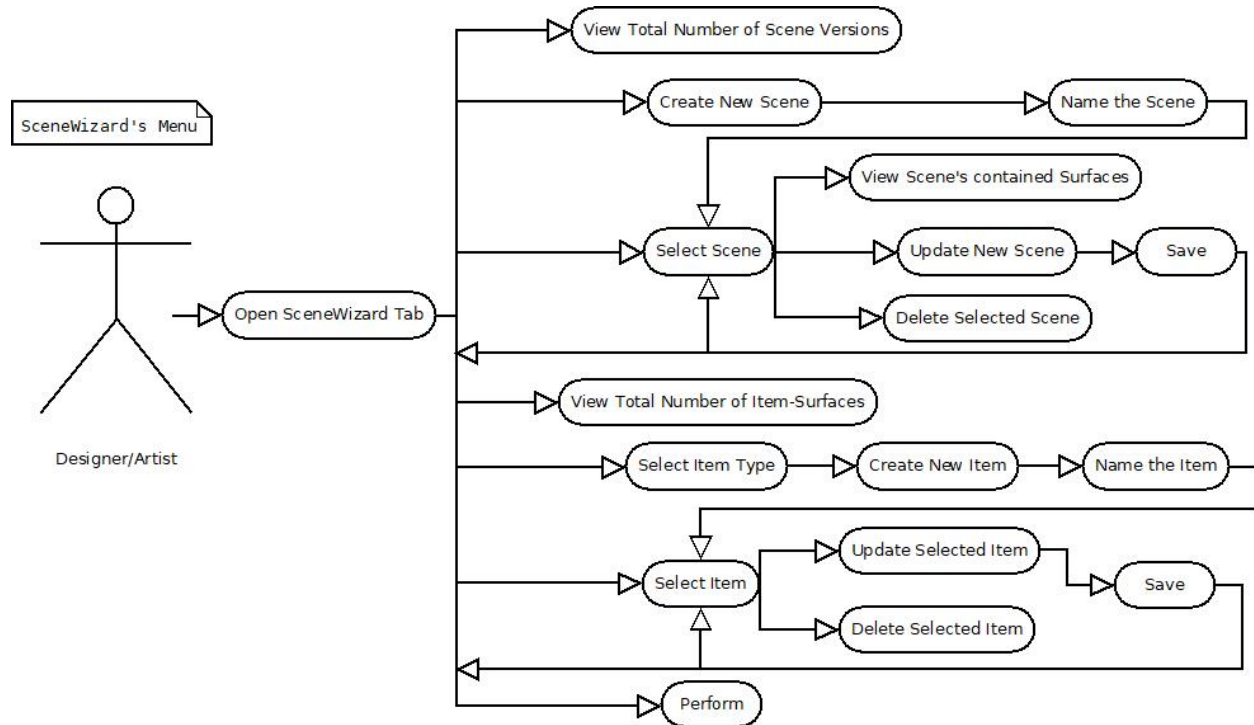 View Total Number of Scene Versions
Create New Scene
Name the Scene
SceneWizard's Menu
View Scene's contained Surfaces
Select Scene
Update New Scene
Save
Open SceneWizard Tab
Delete Selected Scene
View Total Number of Item-Surfaces
Designer/Artist
Select Item Type
Create New Item
Name the Item
Update Selected Item
Select Item
Save
Delete Selected Item
Perform